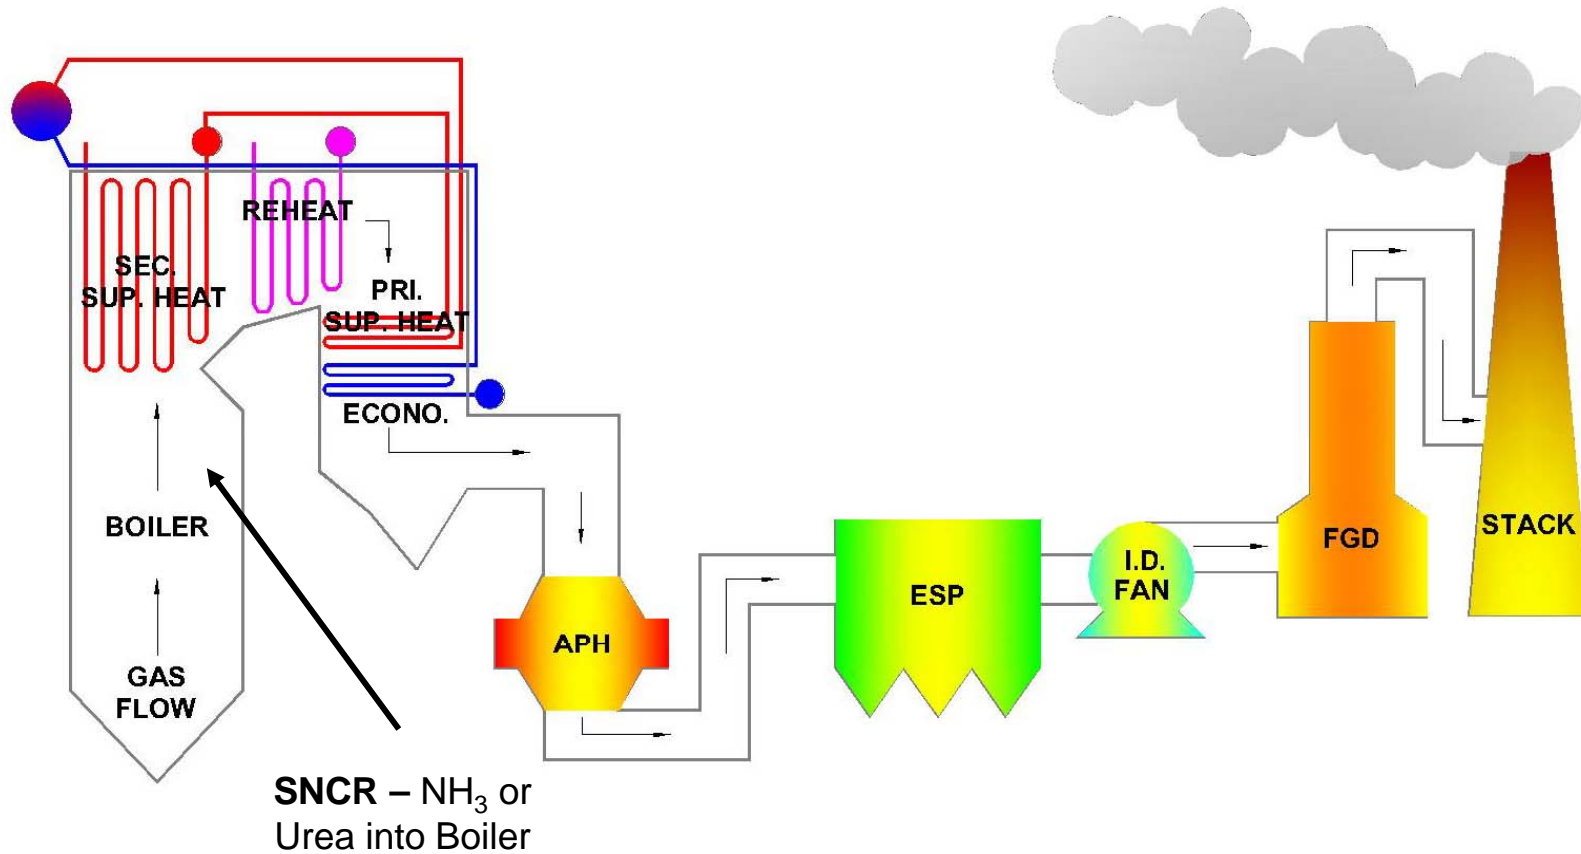 REHEAT
SEC.
SUP. HEAT
PRI.
SUP. HEAT
ECONO.
BOILER
GAS
FLOW
APH
ESP
I.D.
FAN
FGD
STACK
SNCR – NH₃ or
Urea into Boiler